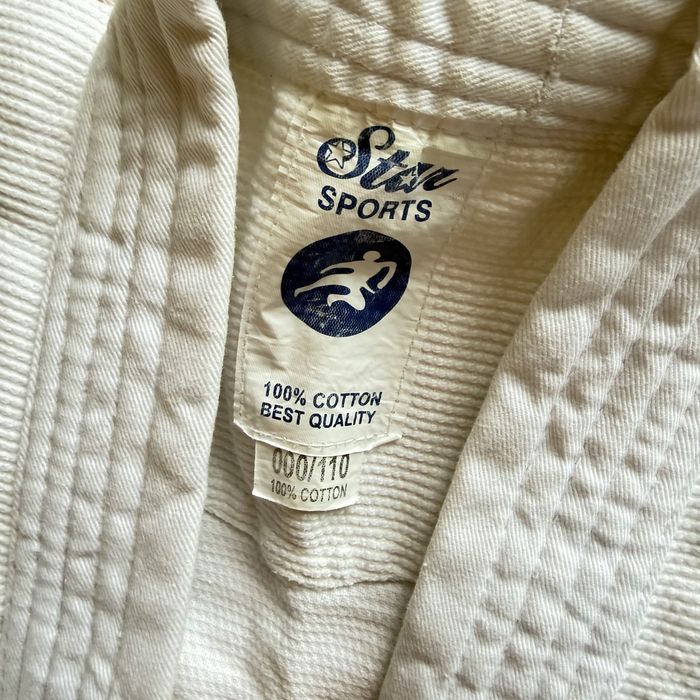 Star
SPORTS
100% COTTON
BEST QUALITY
000/110
100% COTTON